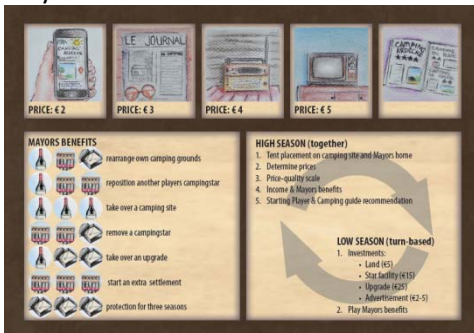 LE JOURNAL
CAMPING
PRICE: € 2
PRICE: € 3
PRICE: € 4
PRICE: € 5
MAYORS BENEFITS
rearrange own camping grounds
reposition another players campingstar
take over a camping site
remove a campingstar
take over an upgrade
start an extra settlement
protection for three seasons
HIGH SEASON (together)
1. Tent placement on camping site and Mayors home
2. Determine prices
3. Price-quality scale
4. Income & Mayors benefits
5. Starting Player & Camping guide recommendation
LOW SEASON (turn-based)
1. Investments:
• Land (€5)
• Star facility (€15)
• Upgrade (€25)
• Advertisement (€2-5)
2. Play Mayors benefits